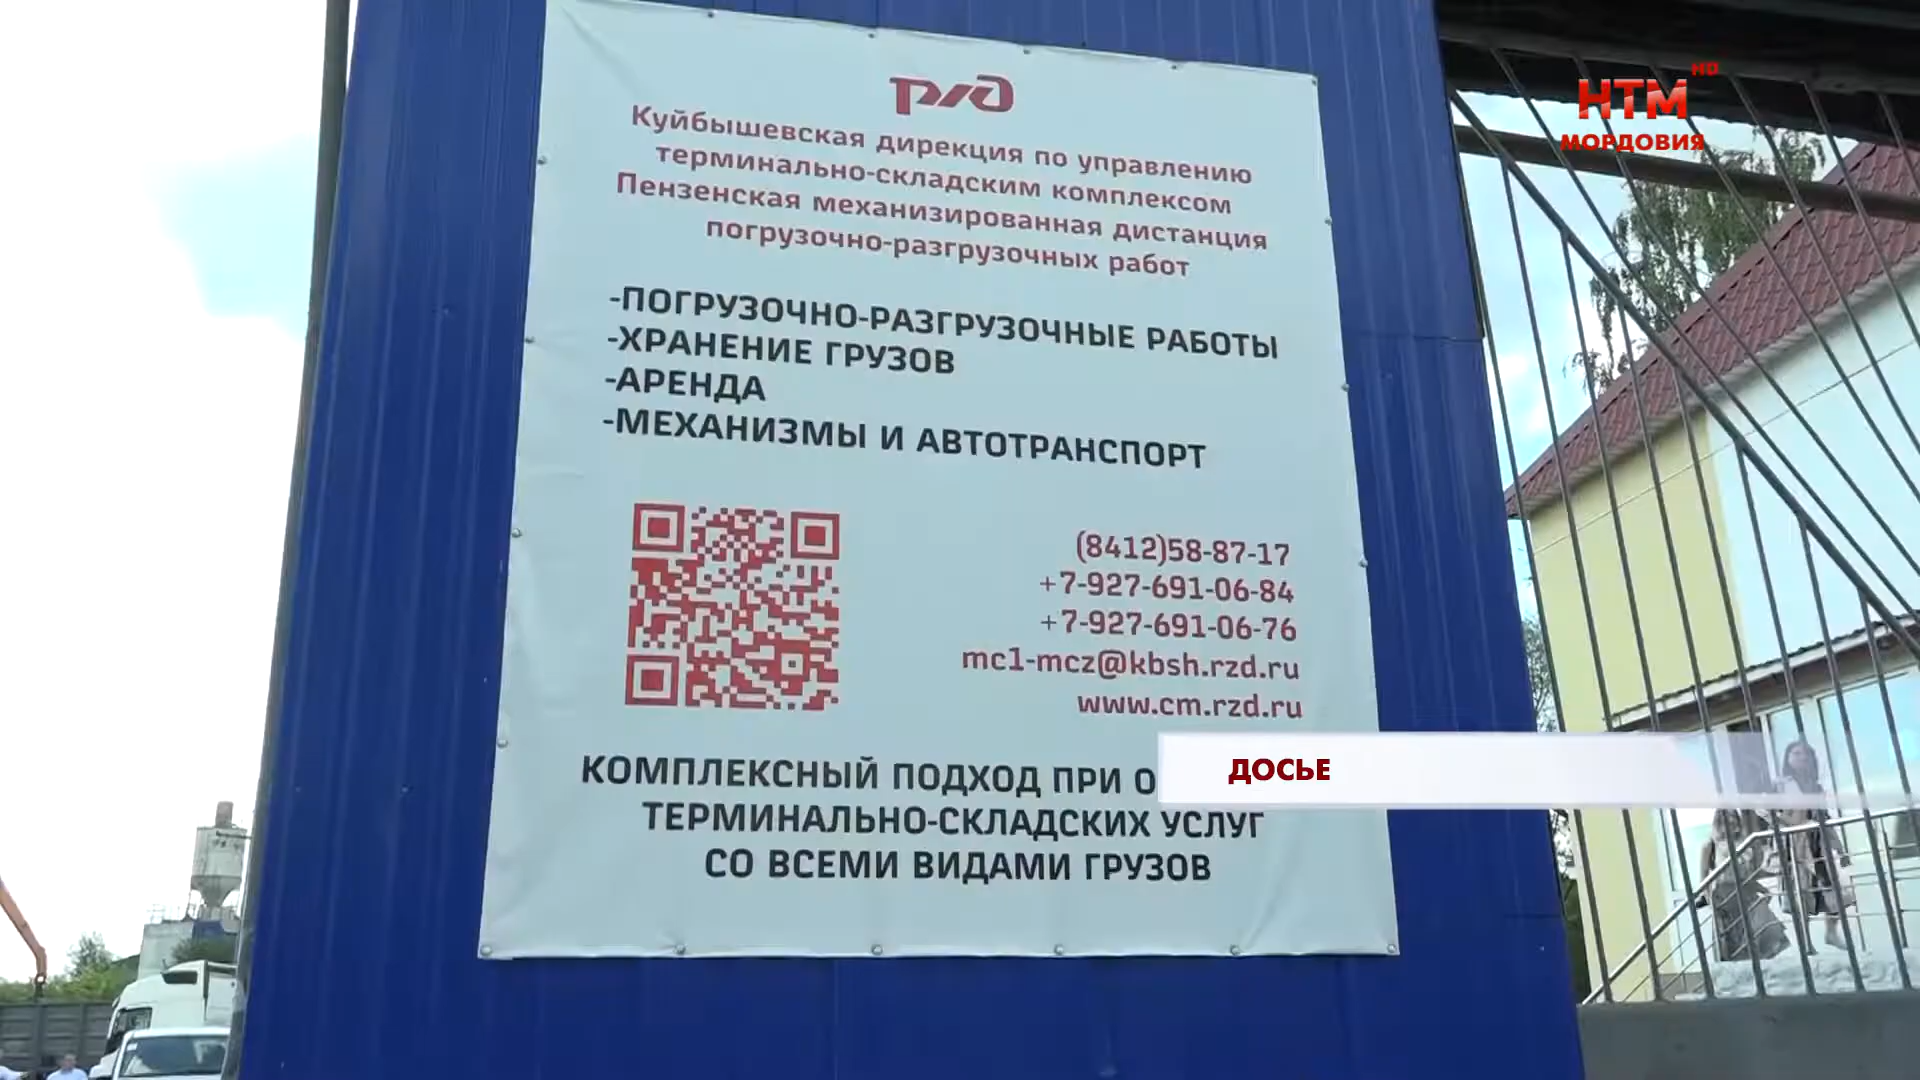 РЖД
Куйбышевская дирекция по управлению
терминально-складским комплексом
Пензенская механизированная дистанция
погрузочно-разгрузочных работ
-ПОГРУЗОЧНО-РАЗГРУЗОЧНЫЕ РАБОТЫ
-ХРАНЕНИЕ ГРУЗОВ
-АРЕНДА
-МЕХАНИЗМЫ И АВТОТРАНСПОРТ
(8412)58-87-17
+7-927-691-06-84
+7-927-691-06-76
mc1-mcz@kbsh.rzd.ru
www.cm.rzd.ru
КОМПЛЕКСНЫЙ ПОДХОД ПРИ
ТЕРМИНАЛЬНО-СКЛАДСКИХ УСЛУГ
СО ВСЕМИ ВИДАМИ ГРУЗОВ
ДОСЬЕ
НТМ HD
МОРДОВИЯ